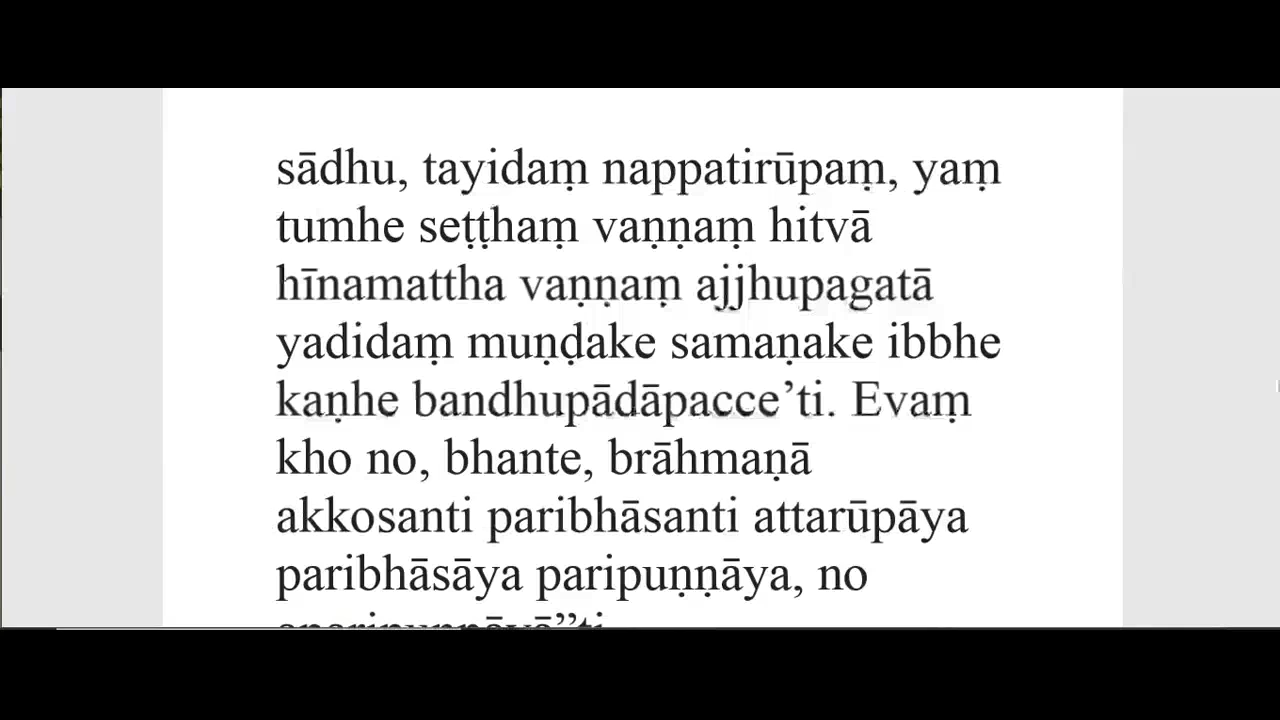 sādhu, tayidaṃ nappatirūpaṃ, yaṃ
tumhe seṭṭhaṃ vaṇṇaṃ hitvā
hīnamattha vaṇṇaṃ ajjhupagatā
yadidaṃ muṇḍake samaṇake ibbhe
kaṇhe bandhupādāpacce’ti. Evaṃ
kho no, bhante, brāhmaṇā
akkosanti paribhāsanti attarūpāya
paribhāsāya paripuṇṇāya, no